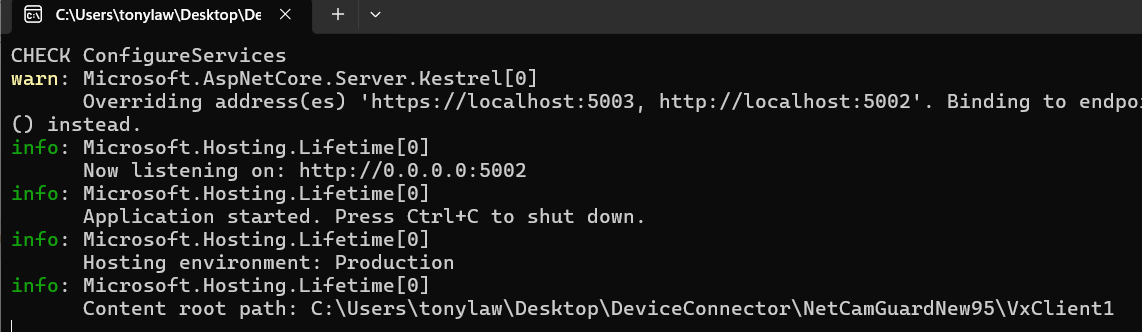 C:\Users\tonylaw\Desktop\De
CHECK ConfigureServices
warn: Microsoft.AspNetCore.Server.Kestrel[0]
Overriding address(es) 'https://localhost:5003, http://localhost:5002'. Binding to endpo
() instead.
info: Microsoft.Hosting.Lifetime[0]
Now listening on: http://0.0.0.0:5002
info: Microsoft.Hosting.Lifetime[0]
Application started. Press Ctrl+C to shut down.
info: Microsoft.Hosting.Lifetime[0]
Hosting environment: Production
info: Microsoft.Hosting.Lifetime[0]
Content root path: C:\Users\tonylaw\Desktop\DeviceConnector\NetCamGuardNew95\VxClient1